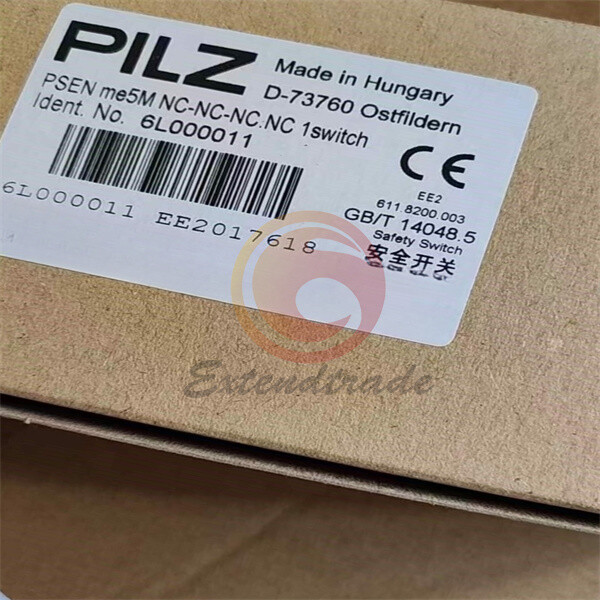 PILZ
Made in Hungary
D-73760 Ostfildern
PSEN me5M NC-NC-NC.NC 1switch
Ident. No. 6L000011
6L000011 EE2017618
CE
EE2
611.8200.003
GB/T 14048.5
Safety Switch
安全开关
Extendtrade